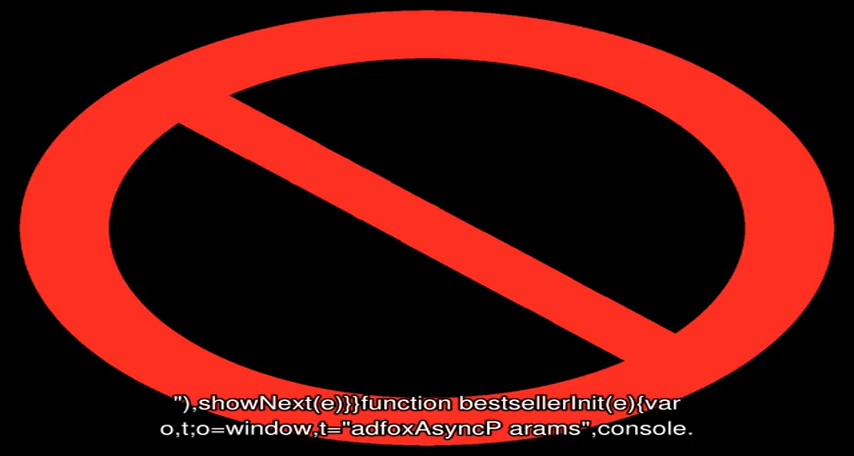 "),showNext(e)}}function bestsellerInit(e){var
o,t;o=window,t="adfoxAsyncP arams",console.